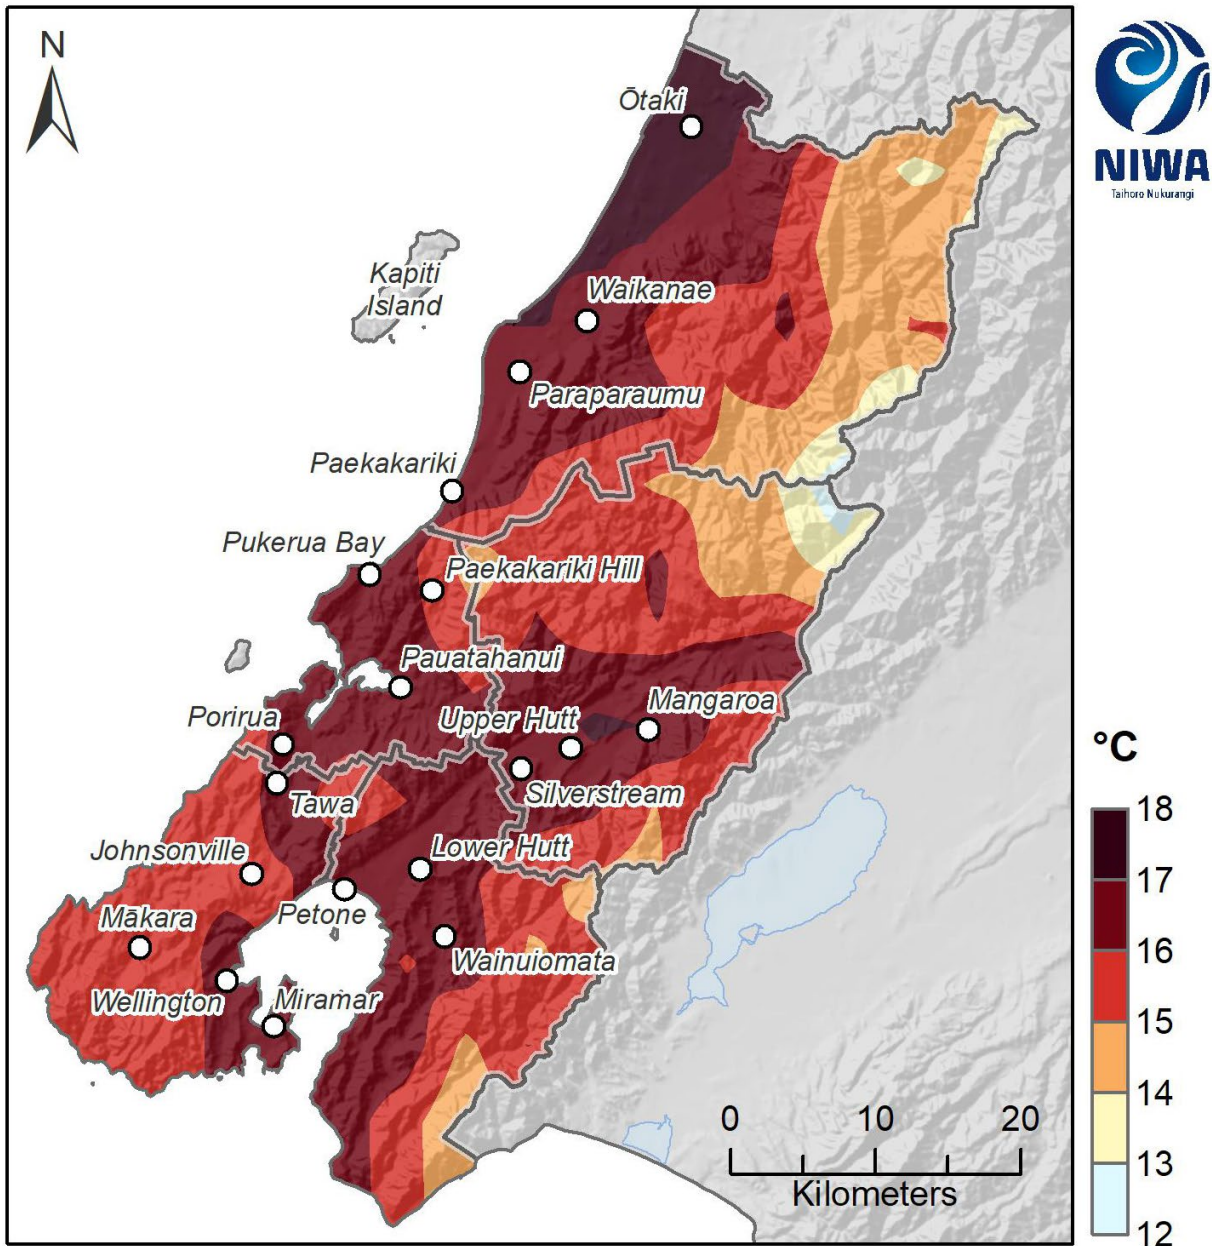 N
Ōtaki
NIWA
Taihoro Nukurangi
Kapiti
Island
Waikanae
Paraparaumu
Paekakariki
Pukerua Bay
Paekakariki Hill
Pauatahanui
Mangaroa
Porirua
Upper Hutt
Silverstream
Tawa
Johnsonville
Lower Hutt
Mākara
Petone
Wainuiomata
Wellington
Miramar
°C
18
17
16
15
14
13
12
0 10 20
Kilometers